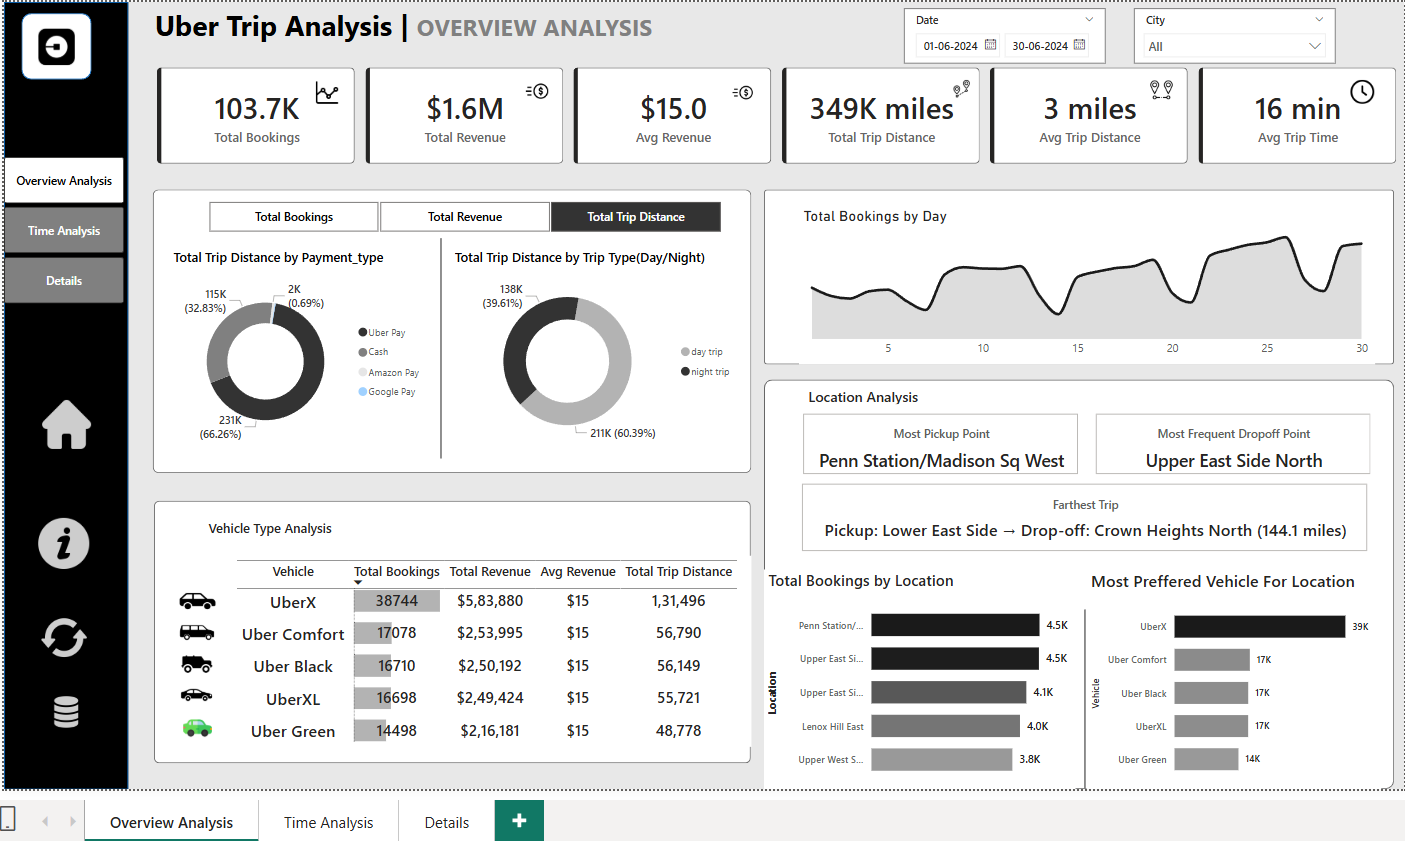 Uber Trip Analysis | OVERVIEW ANALYSIS
Date
01-06-2024 30-06-2024
City
All
103.7K
Total Bookings
$1.6M
Total Revenue
$15.0
Avg Revenue
349K miles
Total Trip Distance
3 miles
Avg Trip Distance
16 min
Avg Trip Time
Overview Analysis
Time Analysis
Details
Total Bookings Total Revenue Total Trip Distance
Total Trip Distance by Payment_type
115K
(32.83%)
2K
(0.69%)
231K
(66.26%)
Uber Pay
Cash
Amazon Pay
Google Pay
Total Trip Distance by Trip Type(Day/Night)
138K
(39.61%)
211K (60.39%)
day trip
night trip
Total Bookings by Day
5 10 15 20 25 30
Location Analysis
Most Pickup Point
Penn Station/Madison Sq West
Most Frequent Dropoff Point
Upper East Side North
Farthest Trip
Pickup: Lower East Side → Drop-off: Crown Heights North (144.1 miles)
Vehicle Type Analysis
Vehicle Total Bookings Total Revenue Avg Revenue Total Trip Distance
UberX 38744 $5,83,880 $15 1,31,496
Uber Comfort 17078 $2,53,995 $15 56,790
Uber Black 16710 $2,50,192 $15 56,149
UberXL 16698 $2,49,424 $15 55,721
Uber Green 14498 $2,16,181 $15 48,778
Total Bookings by Location
Location
Penn Station/... 4.5K
Upper East Si... 4.5K
Upper East Si... 4.1K
Lenox Hill East 4.0K
Upper West S... 3.8K
Most Preffered Vehicle For Location
Vehicle
UberX 39K
Uber Comfort 17K
Uber Black 17K
UberXL 17K
Uber Green 14K
Overview Analysis Time Analysis Details +